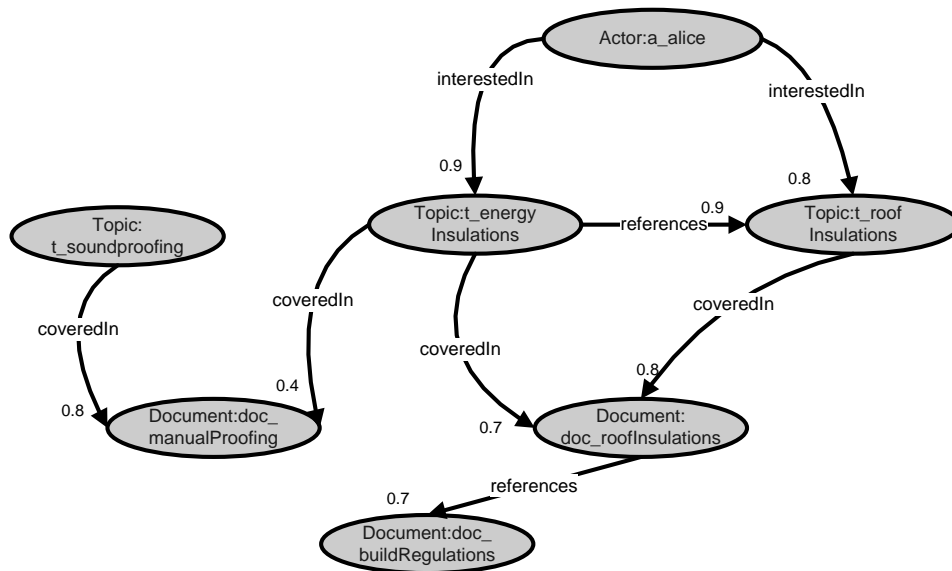 Actor:a_alice
interestedIn
interestedIn
0.9
0.8
Topic:
t_soundproofing
Topic:t_energy
Insulations
references
0.9
Topic:t_roof
Insulations
coveredIn
coveredIn
coveredIn
coveredIn
0.8
0.4
0.7
0.8
Document:doc_
manualProofing
Document:
doc_roofInsulations
references
0.7
Document:doc_
buildRegulations